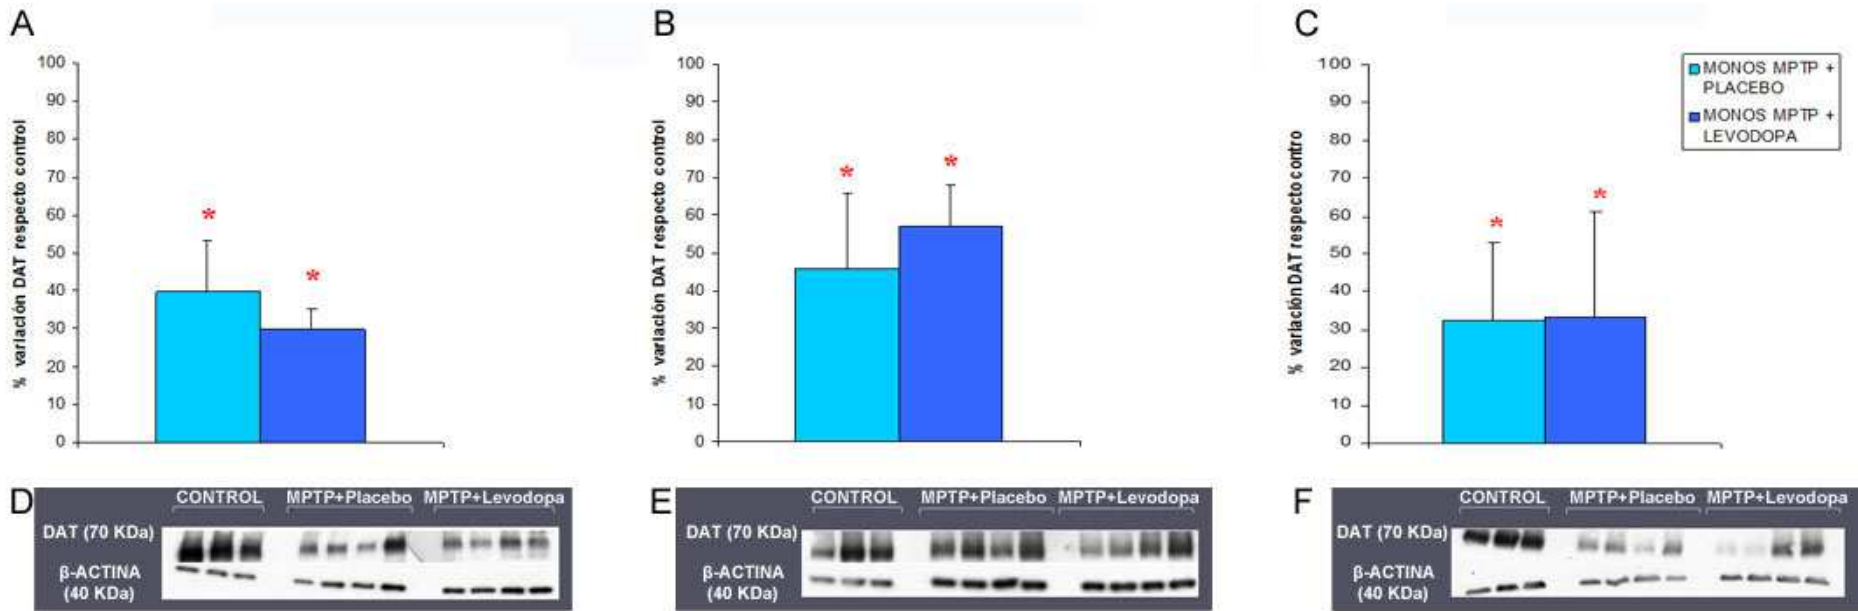 A
% variación DAT respecto control
100
90
80
70
60
50
40
30
20
10
0
*
*
B
% variación DAT respecto control
100
90
80
70
60
50
40
30
20
10
0
*
*
C
% variación DAT respecto contro
100
90
80
70
60
50
40
30
20
10
0
*
*
MONOS MPTP +
PLACEBO
MONOS MPTP +
LEVODOPA
D
CONTROL MPTP+Placebo MPTP+Levodopa
DAT (70 KDa)
β-ACTINA
(40 KDa)
E
CONTROL MPTP+Placebo MPTP+Levodopa
DAT (70 KDa)
β-ACTINA
(40 KDa)
F
CONTROL MPTP+Placebo MPTP+Levodopa
DAT (70 KDa)
β-ACTINA
(40 KDa)